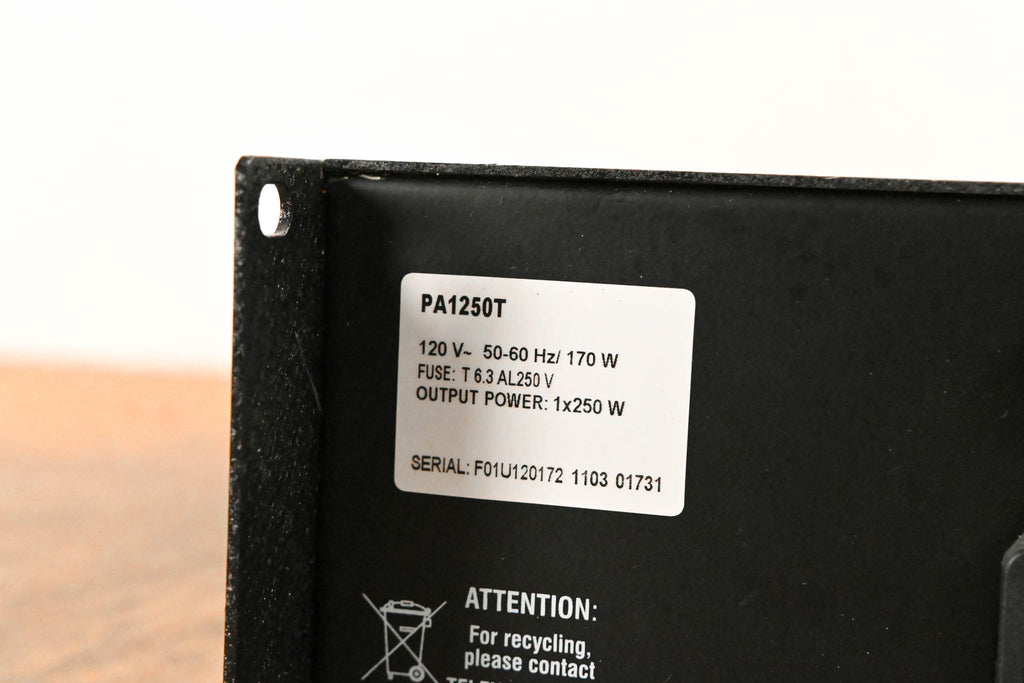 PA1250T
120 V~ 50-60 Hz/ 170 W
FUSE: T 6.3 AL250 V
OUTPUT POWER: 1x250 W
SERIAL: F01U120172 1103 01731
ATTENTION:
For recycling,
please contact